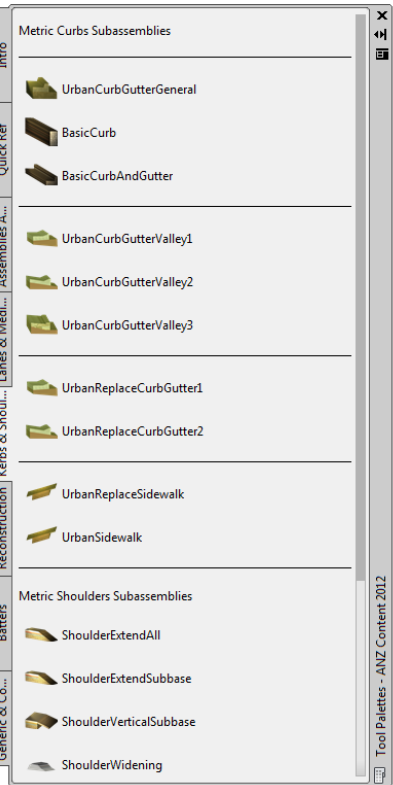 Metric Curbs Subassemblies
UrbanCurbGutterGeneral
BasicCurb
BasicCurbAndGutter
UrbanCurbGutterValley1
UrbanCurbGutterValley2
UrbanCurbGutterValley3
UrbanReplaceCurbGutter1
UrbanReplaceCurbGutter2
UrbanReplaceSidewalk
UrbanSidewalk
Metric Shoulders Subassemblies
ShoulderExtendAll
ShoulderExtendSubbase
ShoulderVerticalSubbase
ShoulderWidening
Intro
Quick Ref
Assemblies A...
Lanes & Medi...
Kerbs & Shoul...
Reconstruction
Batters
Generic & Co...
Tool Palettes - ANZ Content 2012